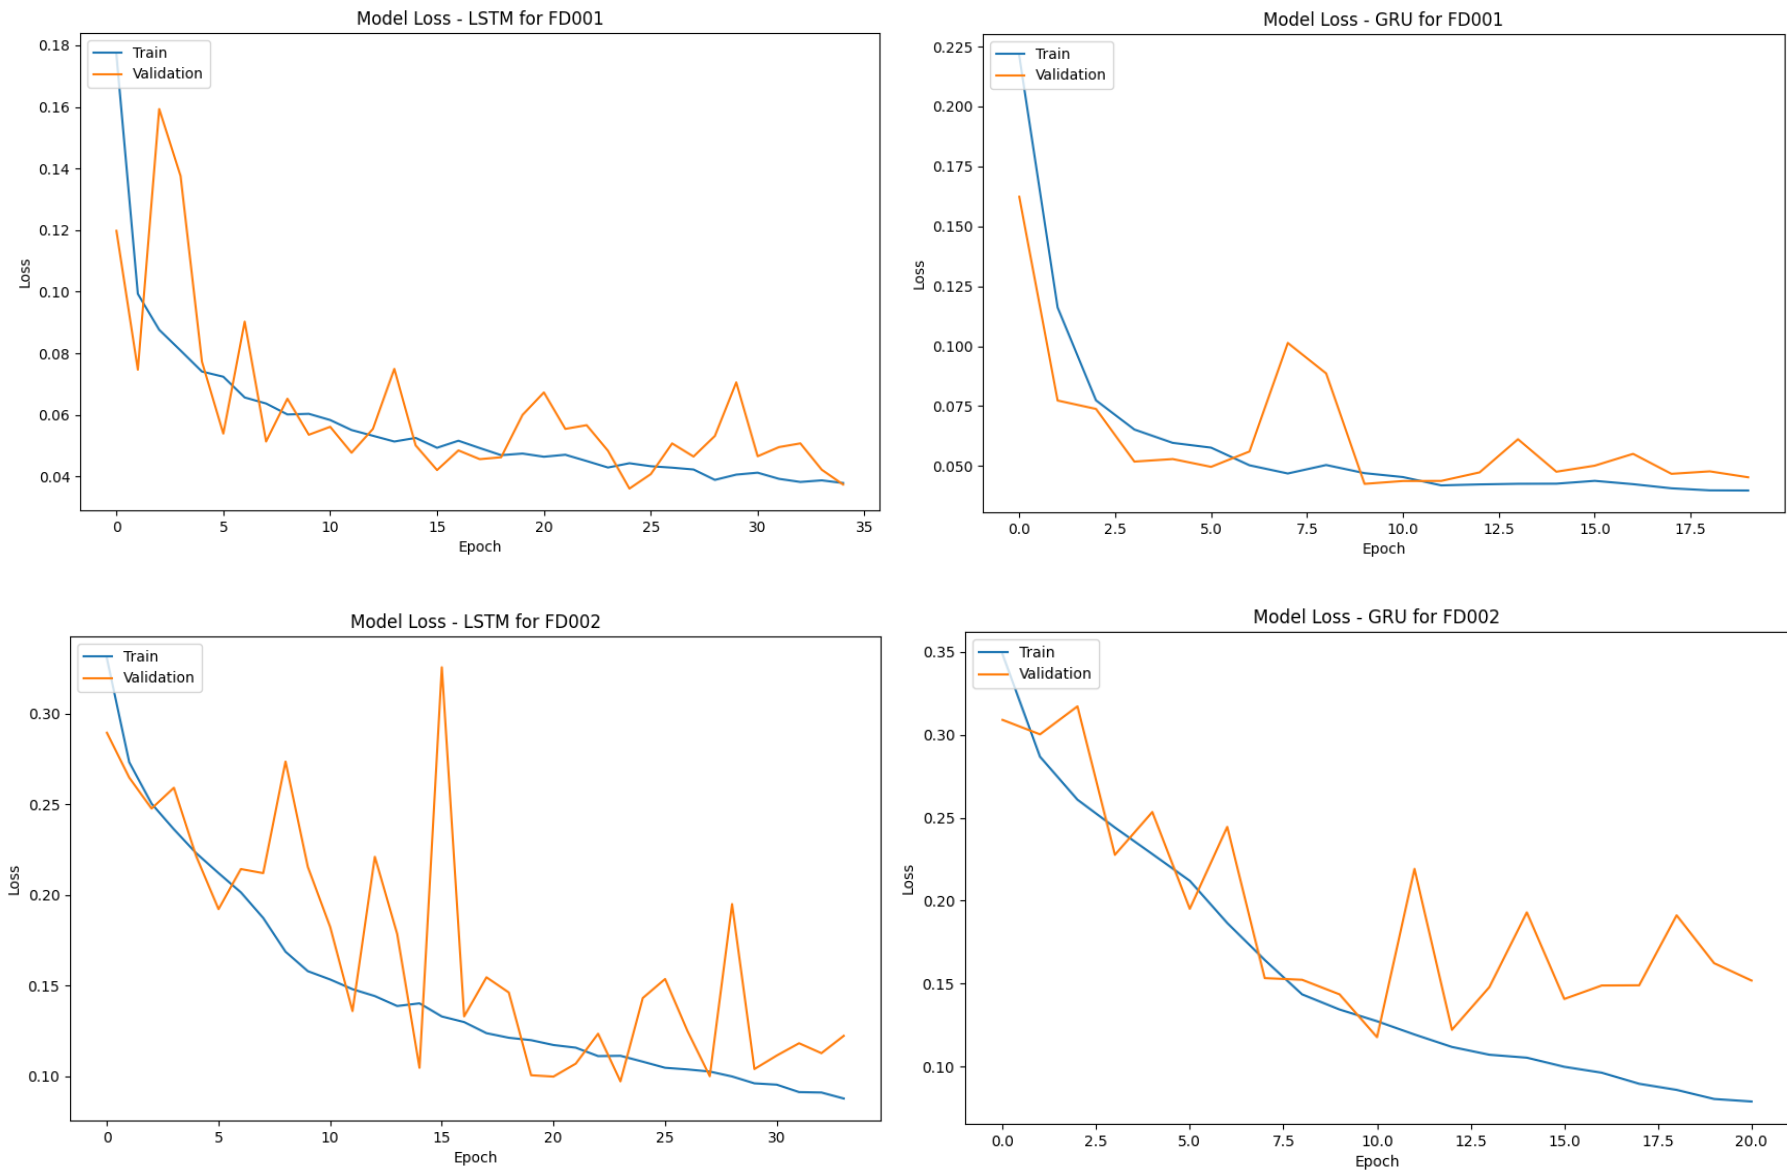 Model Loss - LSTM for FD001
Train
Validation
0.18
0.16
0.14
0.12
0.10
0.08
0.06
0.04
Loss
0 5 10 15 20 25 30 35
Epoch
Model Loss - GRU for FD001
Train
Validation
0.225
0.200
0.175
0.150
0.125
0.100
0.075
0.050
Loss
0.0 2.5 5.0 7.5 10.0 12.5 15.0 17.5
Epoch
Model Loss - LSTM for FD002
Train
Validation
0.30
0.25
0.20
0.15
0.10
Loss
0 5 10 15 20 25 30
Epoch
Model Loss - GRU for FD002
Train
Validation
0.35
0.30
0.25
0.20
0.15
0.10
Loss
0.0 2.5 5.0 7.5 10.0 12.5 15.0 17.5 20.0
Epoch